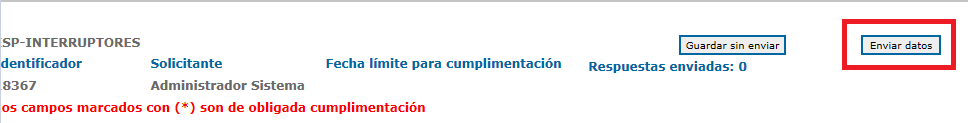 SP-INTERRUPTORES
Guardar sin enviar
Enviar datos
dentificador Solicitante Fecha límite para cumplimentación Respuestas enviadas: 0
8367 Administrador Sistema
os campos marcados con (*) son de obligada cumplimentación